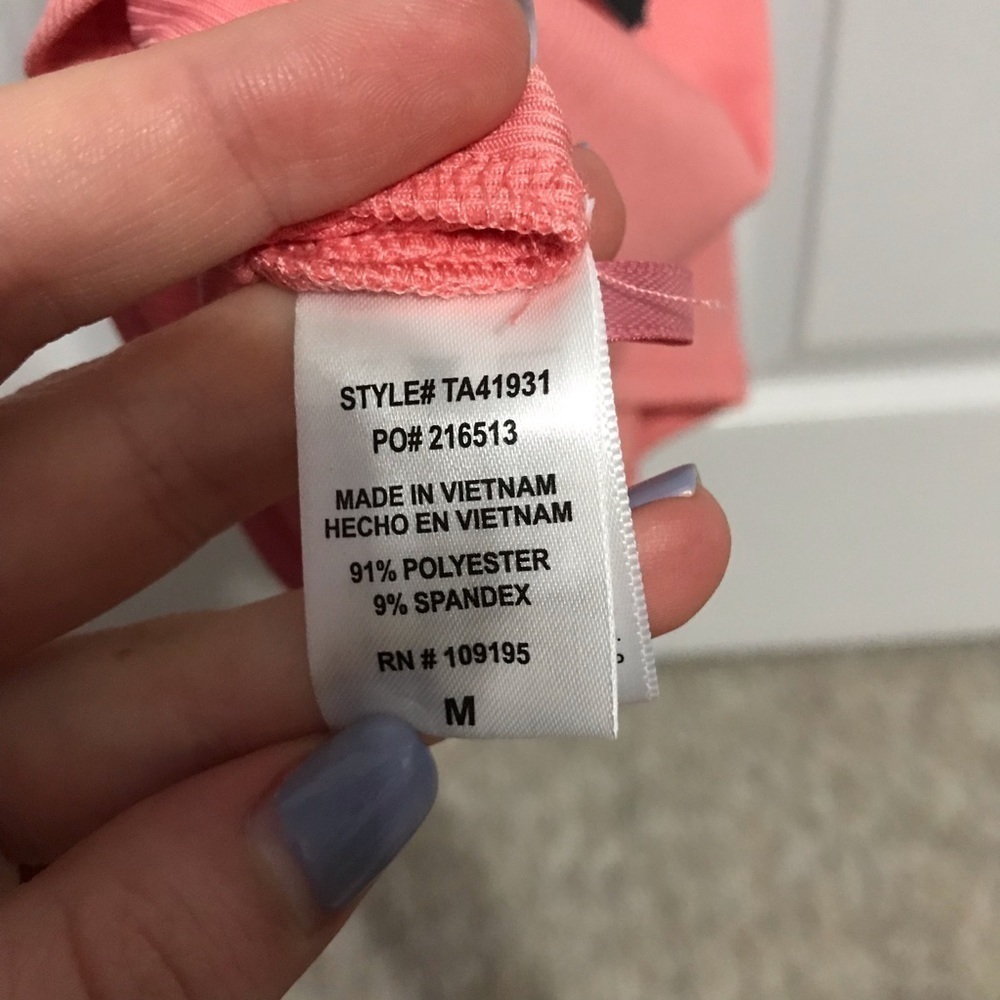 STYLE# TA41931
PO# 216513
MADE IN VIETNAM
HECHO EN VIETNAM
91% POLYESTER
9% SPANDEX
RN # 109195
M